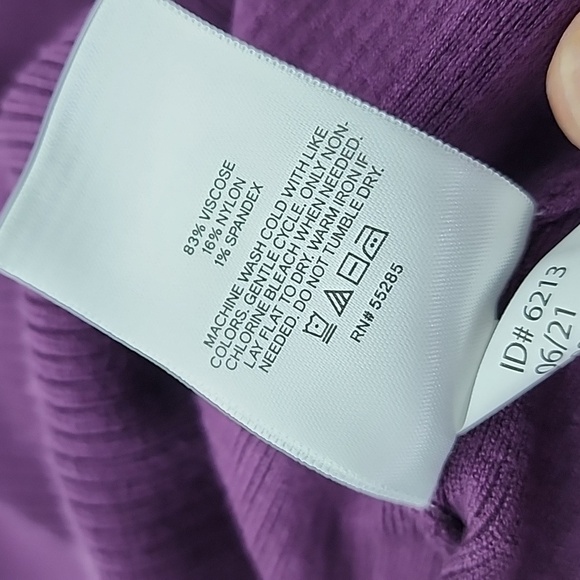 83% VISCOSE
16% NYLON
1% SPANDEX
MACHINE WASH COLD WITH LIKE
COLORS, GENTLE CYCLE, ONLY NON-
CHLORINE BLEACH WHEN NEEDED.
LAY FLAT TO DRY. WARM IRON IF
NEEDED. DO NOT TUMBLE DRY.
RN# 55285
ID# 6213
06/21